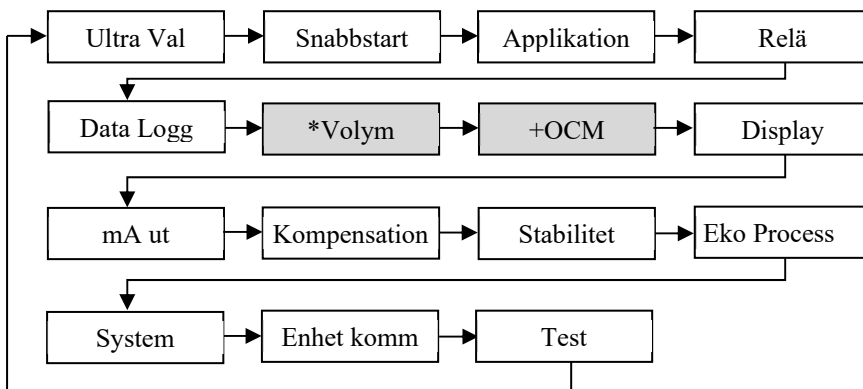 Ultra Val
Snabbstart
Applikation
Relä
Data Logg
*Volym
+OCM
Display
mA ut
Kompensation
Stabilitet
Eko Process
System
Enhet komm
Test